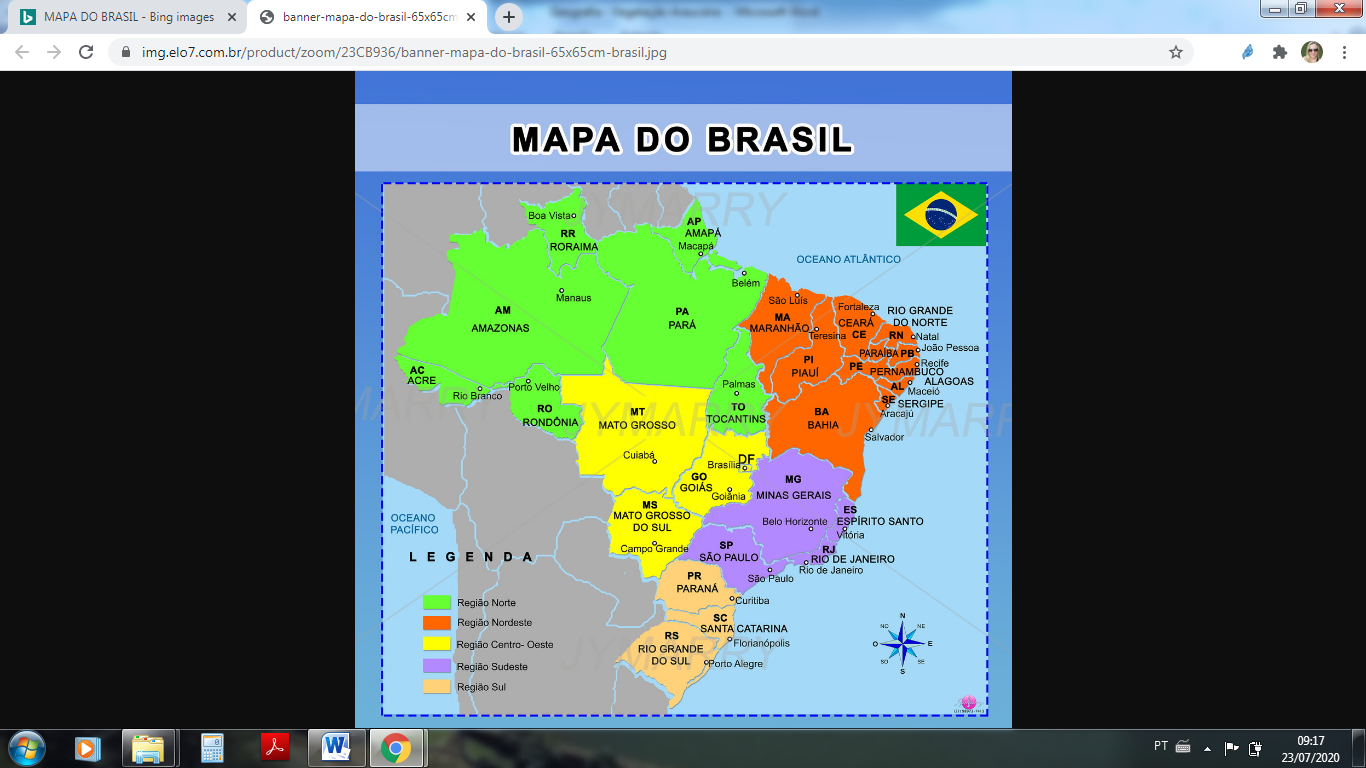 MAPA DO BRASIL - Bing images
banner-mapa-do-brasil-65x65cm
img.elo7.com.br/product/zoom/23CB936/banner-mapa-do-brasil-65x65cm-brasil.jpg
MAPA DO BRASIL
JYMARRY
Boa Vista
RR
RORAIMA
AP
AMAPÁ
Macapá
OCEANO ATLÂNTICO
Belém
Manaus
AM
AMAZONAS
PA
PARÁ
São Luis
MA
MARANHÃO
Teresina
Fortaleza
CEARÁ
CE
RIO GRANDE
DO NORTE
RN
Natal
João Pessoa
PARAÍBA PB
Recife
PI
PIAUÍ
PE
PERNAMBUCO
ALAGOAS
AL
Maceió
SE
SERGIPE
Aracajú
AC
ACRE
Rio Branco
Porto Velho
RO
RONDÔNIA
Palmas
TO
TOCANTINS
MT
MATO GROSSO
Cuiabá
BA
BAHIA
Salvador
JYMARRY
Brasília
DF
GO
GOIÁS
Goiânia
MG
MINAS GERAIS
Belo Horizonte
ES
ESPÍRITO SANTO
Vitória
MS
MATO GROSSO
DO SUL
Campo Grande
SP
SÃO PAULO
São Paulo
RJ
RIO DE JANEIRO
Rio de Janeiro
OCEANO
PACÍFICO
PR
PARANÁ
Curitiba
SC
SANTA CATARINA
Florianópolis
RS
RIO GRANDE
DO SUL
Porto Alegre
JYMARRY
LEGENDA
Região Norte
Região Nordeste
Região Centro- Oeste
Região Sudeste
Região Sul
N
NC NE
O E
SO SE
S
PT
09:17
23/07/2020